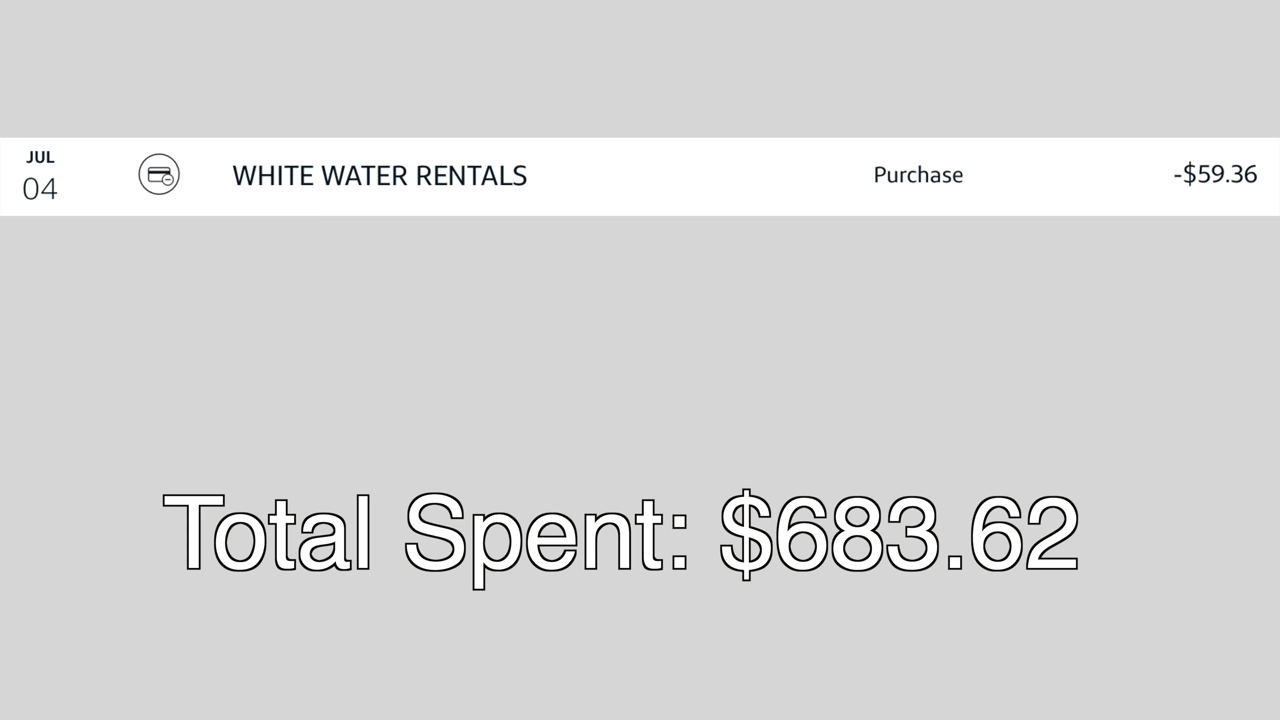 JUL
04
WHITE WATER RENTALS
Purchase
-$59.36
Total Spent: $683.62